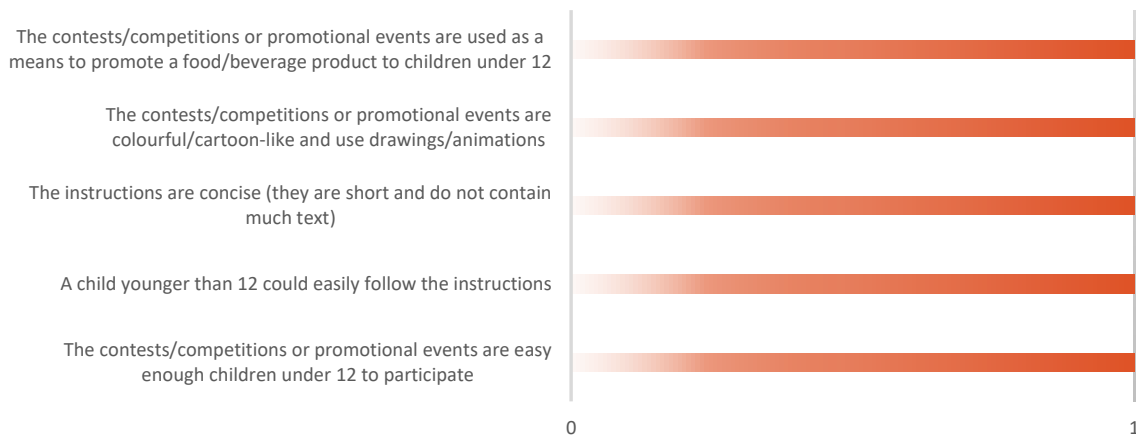 The contests/competitions or promotional events are used as a
means to promote a food/beverage product to children under 12
The contests/competitions or promotional events are
colourful/cartoon-like and use drawings/animations
The instructions are concise (they are short and do not contain
much text)
A child younger than 12 could easily follow the instructions
The contests/competitions or promotional events are easy
enough children under 12 to participate
0
1